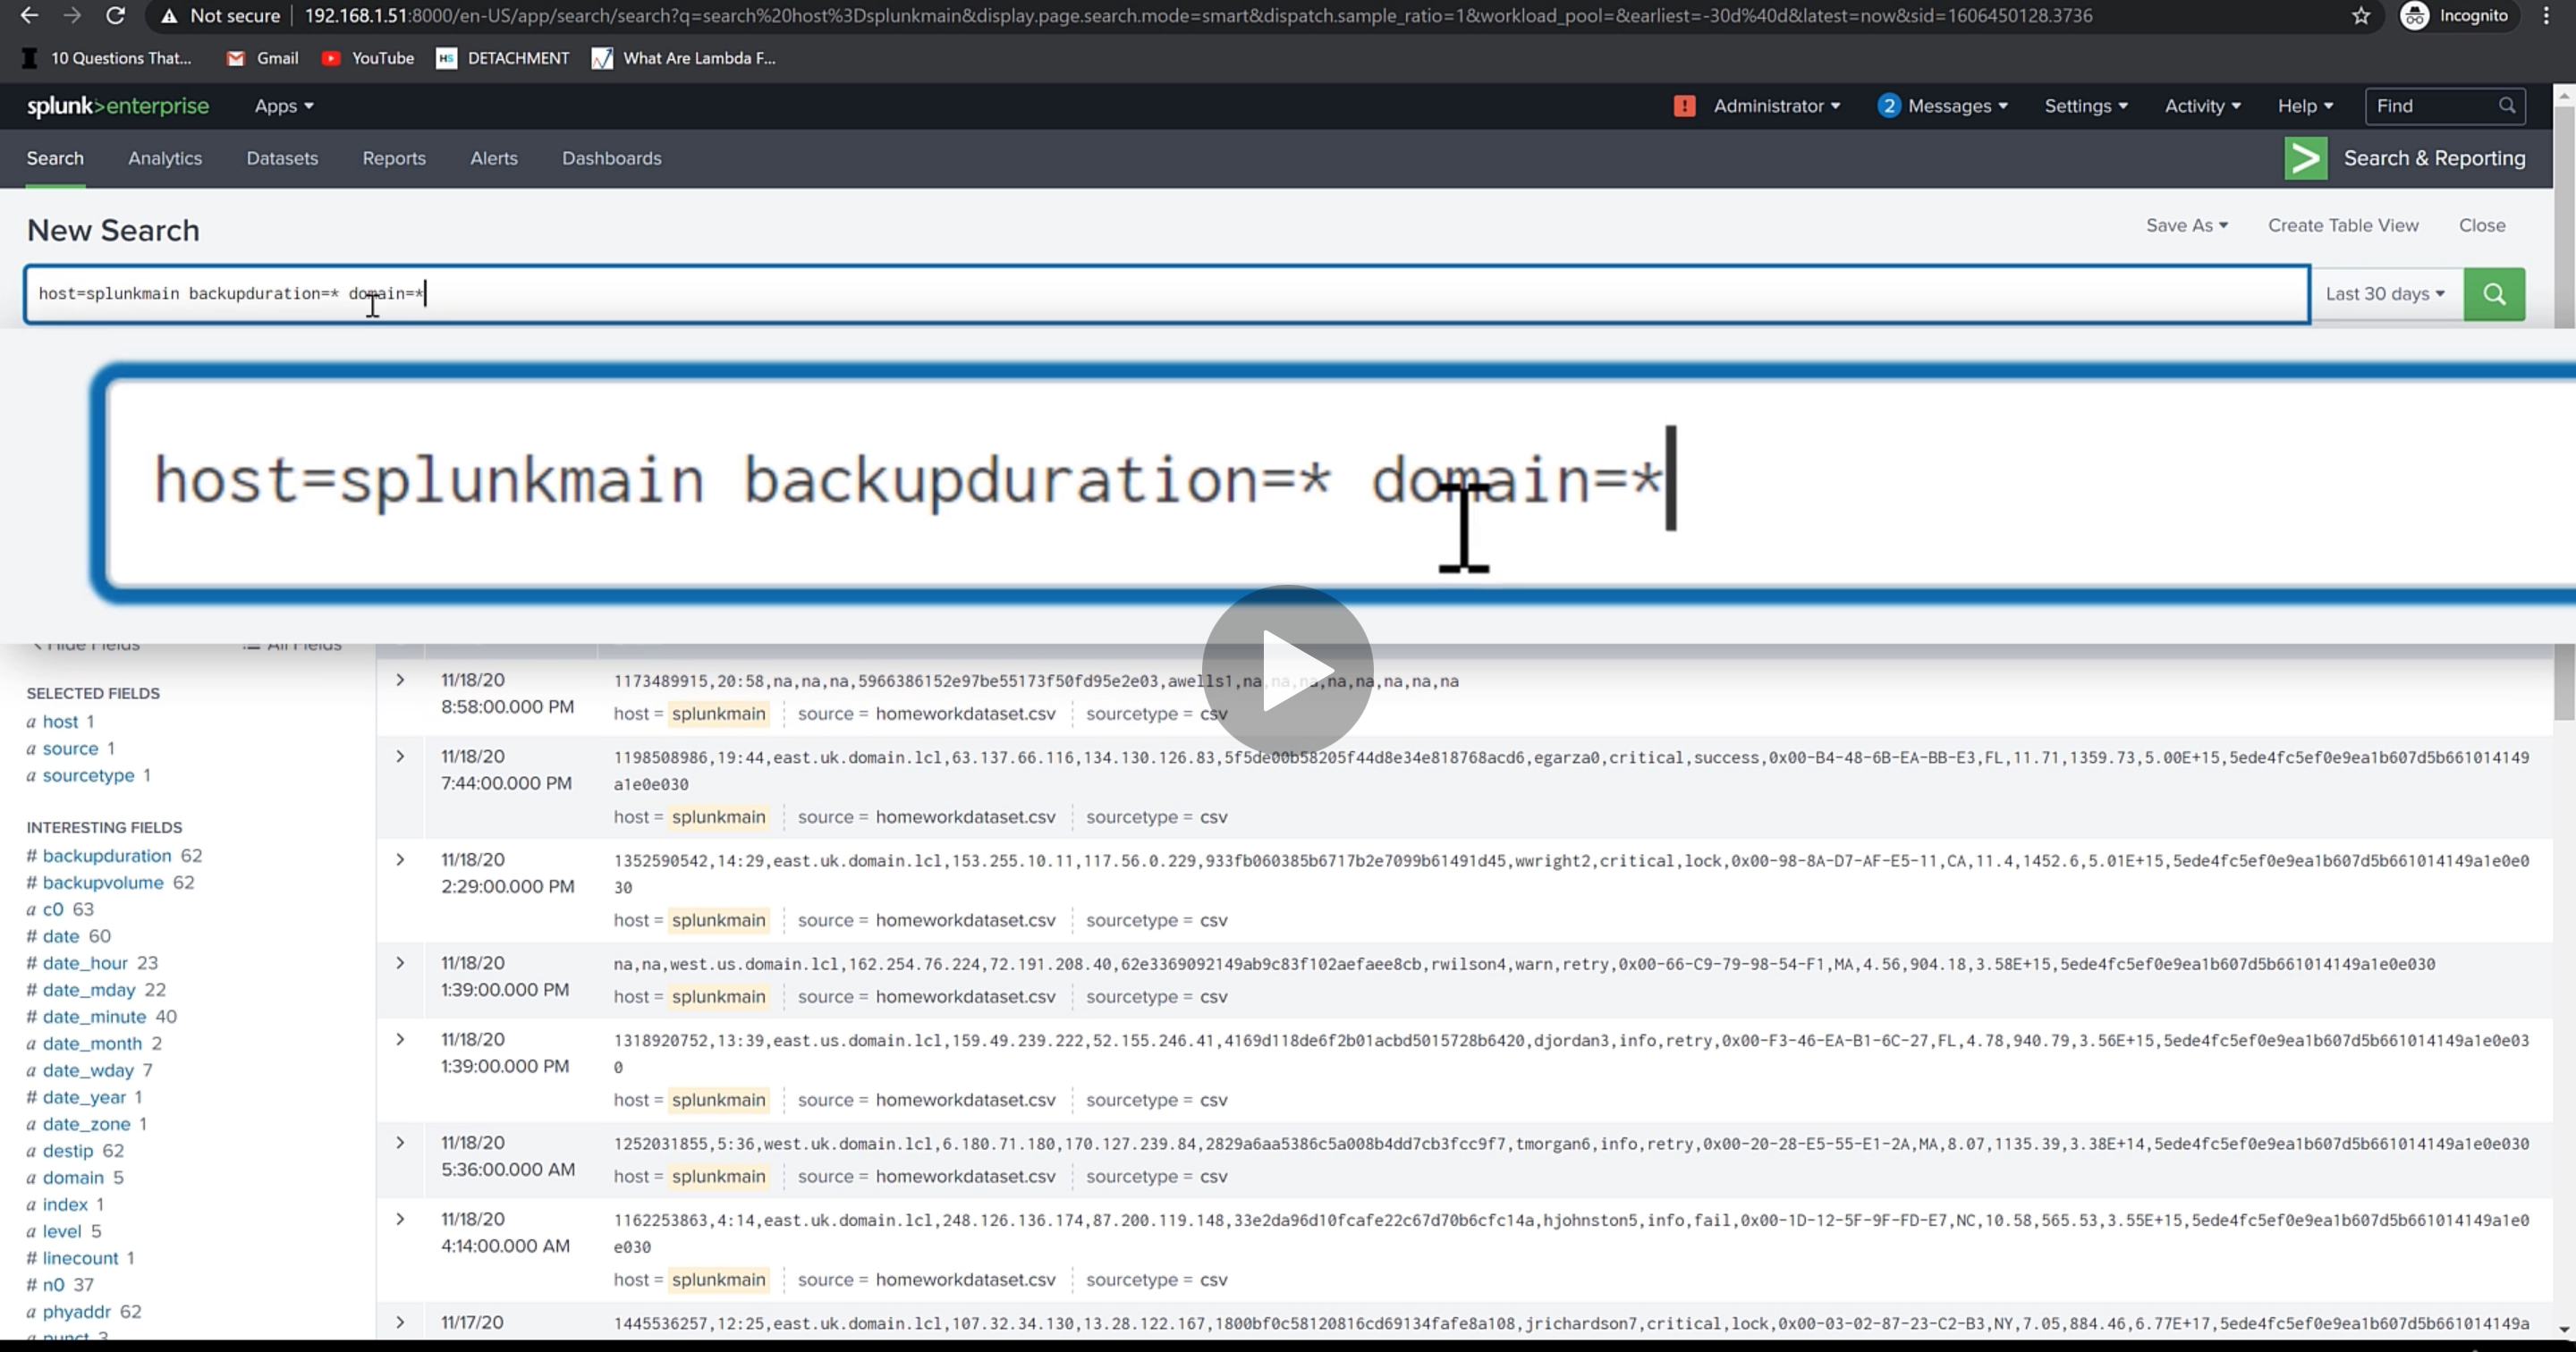 Not secure 192.168.1.51:8000/en-US/app/search/search?q=search%20host%3Dsplunkmain&display.page.search.mode=smart&dispatch.sample_ratio=1&workload_pool=&earliest=-30d%40d&latest=now&sid=1606450128.3736 Incognito
10 Questions That... Gmail YouTube HS DETACHMENT What Are Lambda F...
splunk>enterprise Apps Administrator 2 Messages Settings Activity Help Find
Search Analytics Datasets Reports Alerts Dashboards Search & Reporting
New Search Save As Create Table View Close
host=splunkmain backupduration=* domain=* Last 30 days
host=splunkmain backupduration=* domain=*
Hide Fields All Fields
SELECTED FIELDS
a host 1
a source 1
a sourcetype 1
INTERESTING FIELDS
# backupduration 62
# backupvolume 62
a c0 63
# date 60
# date_hour 23
# date_mday 22
# date_minute 40
a date_month 2
a date_wday 7
# date_year 1
a date_zone 1
a destip 62
a domain 5
a index 1
a level 5
# linecount 1
# n0 37
a phyaddr 62
a punct 3
11/18/20 1173489915,20:58,na,na,na,5966386152e97be55173f50fd95e2e03,awells1,na,na,na,na,na,na,na,na
8:58:00.000 PM host = splunkmain source = homeworkdataset.csv sourcetype = csv
11/18/20 1198508986,19:44,east.uk.domain.lcl,63.137.66.116,134.130.126.83,5f5de00b58205f44d8e34e818768acd6,egarza0,critical,success,0x00-B4-48-6B-EA-BB-E3,FL,11.71,1359.73,5.00E+15,5ede4fc5ef0e9ea1b607d5b661014149
7:44:00.000 PM a1e0e030
host = splunkmain source = homeworkdataset.csv sourcetype = csv
11/18/20 1352590542,14:29,east.uk.domain.lcl,153.255.10.11,117.56.0.229,933fb060385b6717b2e7099b61491d45,wwright2,critical,lock,0x00-98-8A-D7-AF-E5-11,CA,11.4,1452.6,5.01E+15,5ede4fc5ef0e9ea1b607d5b661014149a1e0e0
2:29:00.000 PM 30
host = splunkmain source = homeworkdataset.csv sourcetype = csv
11/18/20 na,na,west.us.domain.lcl,162.254.76.224,72.191.208.40,62e3369092149ab9c83f102aefaee8cb,rwilson4,warn,retry,0x00-66-C9-79-98-54-F1,MA,4.56,904.18,3.58E+15,5ede4fc5ef0e9ea1b607d5b661014149a1e0e030
1:39:00.000 PM host = splunkmain source = homeworkdataset.csv sourcetype = csv
11/18/20 1318920752,13:39,east.us.domain.lcl,159.49.239.222,52.155.246.41,4169d118de6f2b01acbd5015728b6420,djordan3,info,retry,0x00-F3-46-EA-B1-6C-27,FL,4.78,940.79,3.56E+15,5ede4fc5ef0e9ea1b607d5b661014149a1e0e03
1:39:00.000 PM 0
host = splunkmain source = homeworkdataset.csv sourcetype = csv
11/18/20 1252031855,5:36,west.uk.domain.lcl,6.180.71.180,170.127.239.84,2829a6aa5386c5a008b4dd7cb3fcc9f7,tmorgan6,info,retry,0x00-20-28-E5-55-E1-2A,MA,8.07,1135.39,3.38E+14,5ede4fc5ef0e9ea1b607d5b661014149a1e0e030
5:36:00.000 AM host = splunkmain source = homeworkdataset.csv sourcetype = csv
11/18/20 1162253863,4:14,east.uk.domain.lcl,248.126.136.174,87.200.119.148,33e2da96d10fcafe22c67d70b6cfc14a,hjohnston5,info,fail,0x00-1D-12-5F-9F-FD-E7,NC,10.58,565.53,3.55E+15,5ede4fc5ef0e9ea1b607d5b661014149a1e0
4:14:00.000 AM e030
host = splunkmain source = homeworkdataset.csv sourcetype = csv
11/17/20 1445536257,12:25,east.uk.domain.lcl,107.32.34.130,13.28.122.167,1800bf0c58120816cd69134fafe8a108,jrichardson7,critical,lock,0x00-03-02-87-23-C2-B3,NY,7.05,884.46,6.77E+17,5ede4fc5ef0e9ea1b607d5b661014149a